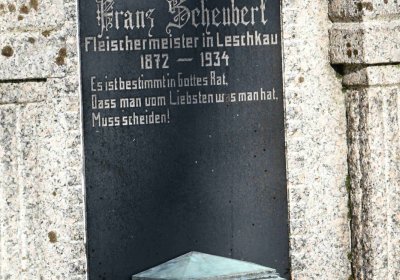 Franz Scheubert
Fleischermeister in Leschkau
1872 – 1934
Es ist bestimmt in Gottes Rat,
Dass man vom Liebsten was man hat,
Muss scheiden!